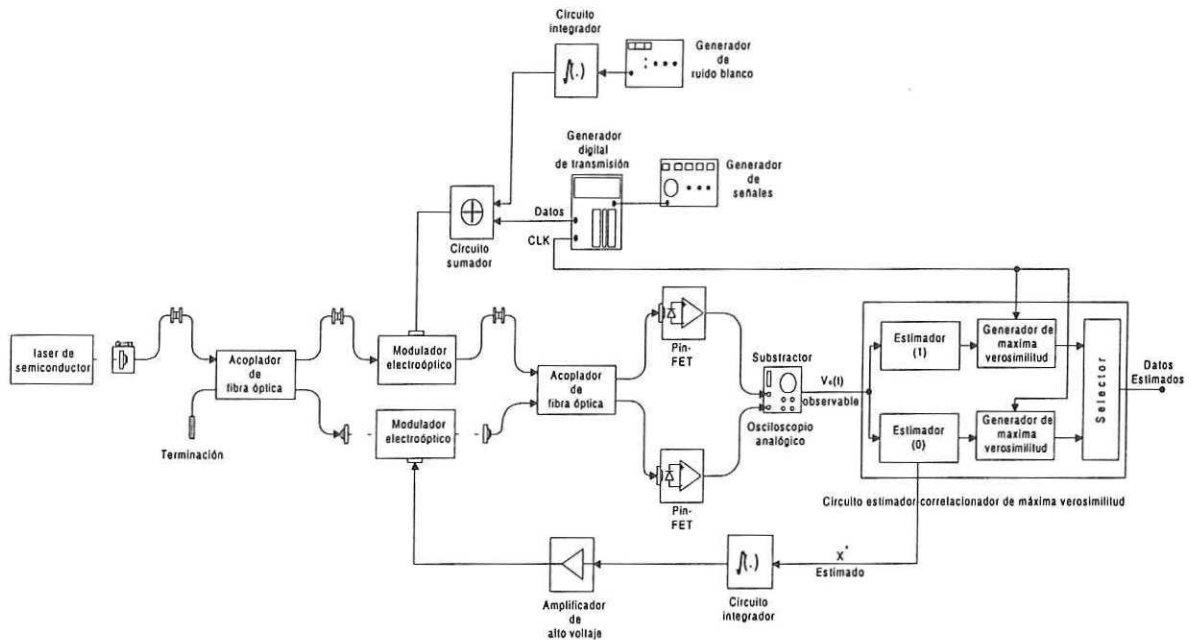 Circuito
integrador
∫(.)
Generador
de
ruido blanco
Generador
digital
de transmisión
Generador
de
señales
Datos
CLK
Circuito
sumador
laser de
semiconductor
Acoplador
de
fibra óptica
Terminación
Modulador
electroóptico
Modulador
electroóptico
Acoplador
de
fibra óptica
Pin-
FET
Pin-
FET
Substractor
Osciloscopio
analógico
observable
Estimador
(1)
Generador de
maxima
verosimilitud
Estimador
(0)
Generador de
maxima
verosimilitud
Selector
Datos
Estimados
Circuito estimador-correlacionador de máxima verosimilitud
Amplificador
de
alto voltaje
∫(.)
Circuito
integrador
X*
Estimado